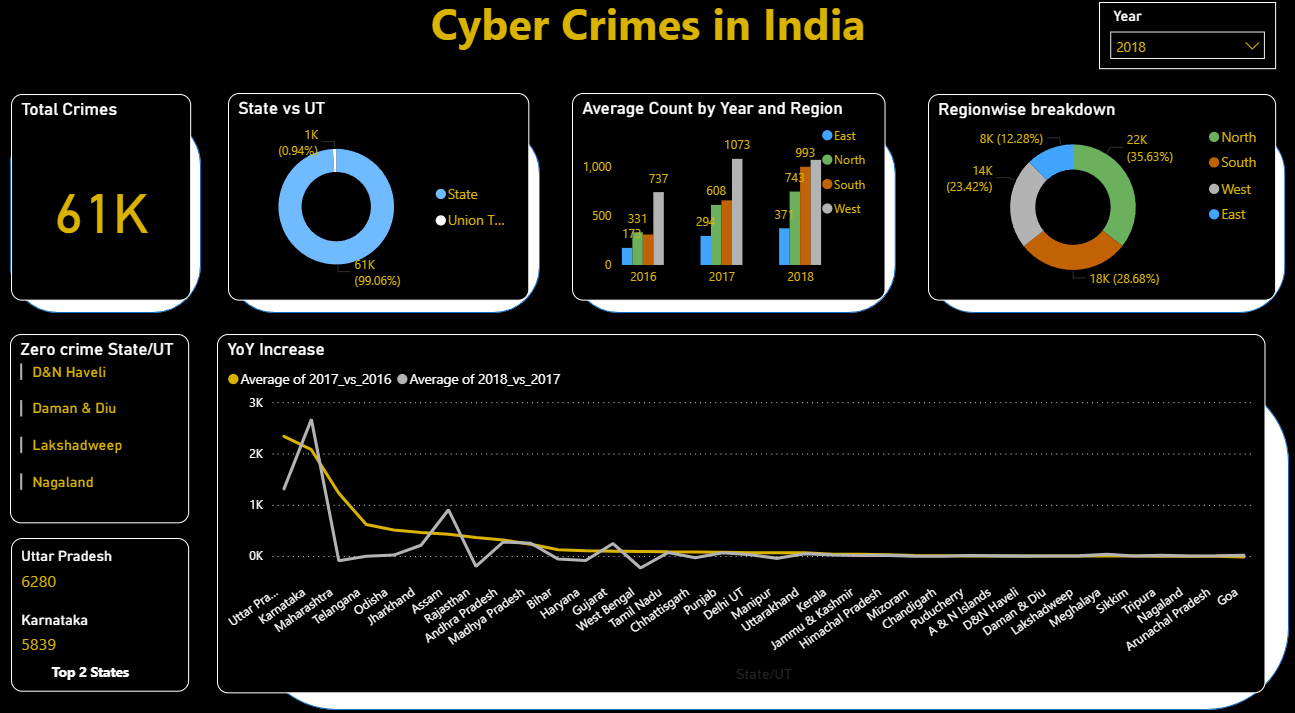 Cyber Crimes in India
Year
2018
Total Crimes
61K
State vs UT
1K
(0.94%)
61K
(99.06%)
State
Union T...
Average Count by Year and Region
1,000
500
0
173
331
737
294
608
1073
371
743
993
2016
2017
2018
East
North
South
West
Regionwise breakdown
8K (12.28%)
22K
(35.63%)
14K
(23.42%)
18K (28.68%)
North
South
West
East
Zero crime State/UT
D&N Haveli
Daman & Diu
Lakshadweep
Nagaland
Uttar Pradesh
6280
Karnataka
5839
Top 2 States
YoY Increase
Average of 2017_vs_2016
Average of 2018_vs_2017
3K
2K
1K
0K
Uttar Pra...
Karnataka
Maharashtra
Telangana
Odisha
Jharkhand
Assam
Rajasthan
Andhra Pradesh
Madhya Pradesh
Bihar
Haryana
Gujarat
West Bengal
Tamil Nadu
Chhattisgarh
Punjab
Delhi UT
Manipur
Uttarakhand
Kerala
Jammu & Kashmir
Himachal Pradesh
Mizoram
Chandigarh
Puducherry
A & N Islands
D&N Haveli
Daman & Diu
Lakshadweep
Meghalaya
Sikkim
Tripura
Nagaland
Arunachal Pradesh
Goa
State/UT